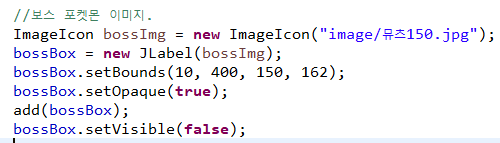 //보스 포켓몬 이미지.
ImageIcon bossImg = new ImageIcon("image/뮤츠150.jpg");
bossBox = new JLabel(bossImg);
bossBox.setBounds(10, 400, 150, 162);
bossBox.setOpaque(true);
add(bossBox);
bossBox.setVisible(false);